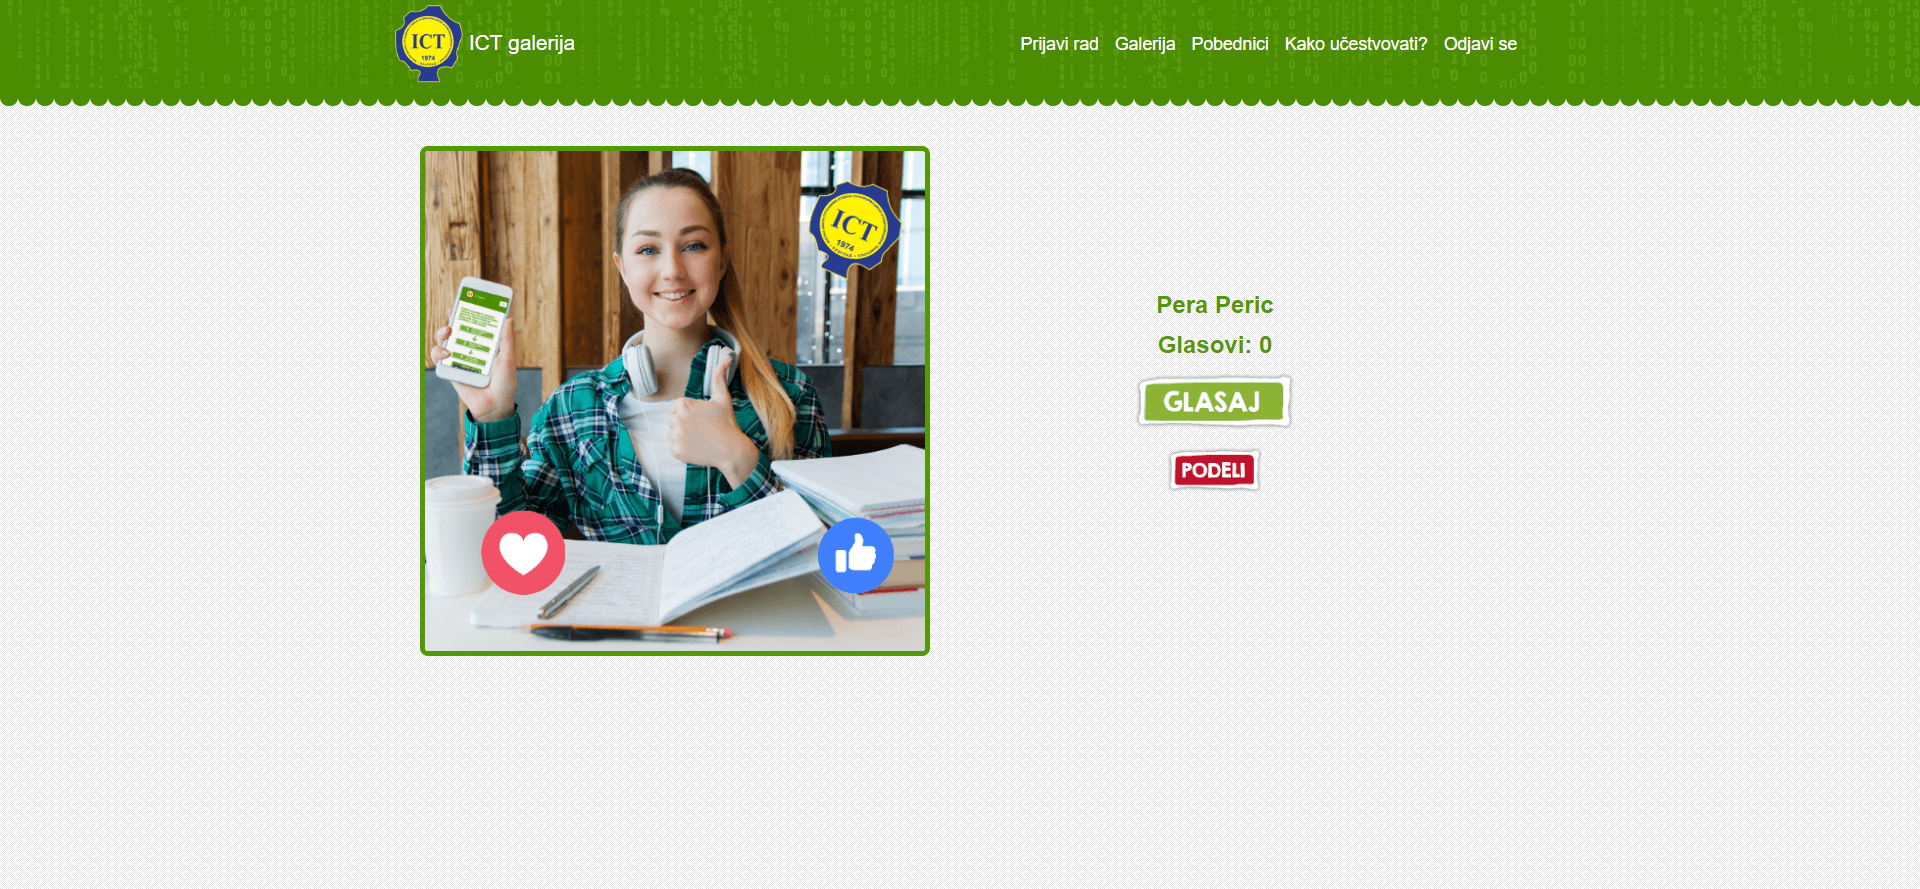 ICT
1974
ICT galerija
Prijavi rad
Galerija
Pobednici
Kako učestvovati?
Odjavi se
ICT
1974
Pera Peric
Glasovi: 0
GLASAJ
PODELI